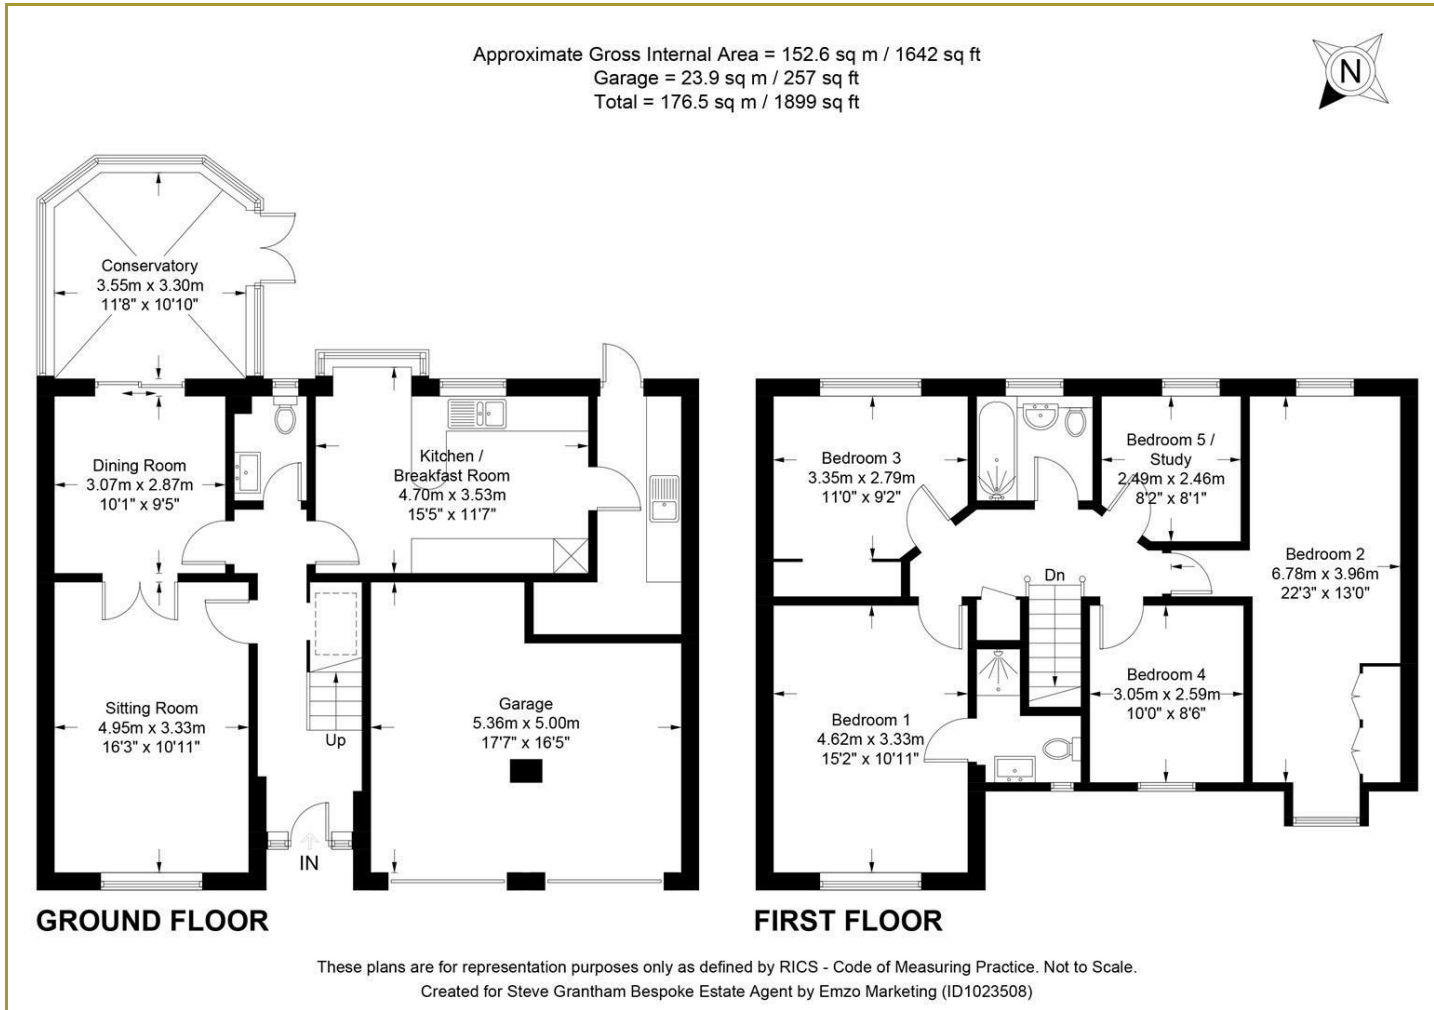 Approximate Gross Internal Area = 152.6 sq m / 1642 sq ft
Garage = 23.9 sq m / 257 sq ft
Total = 176.5 sq m / 1899 sq ft
N
Conservatory
3.55m x 3.30m
11'8" x 10'10"
Dining Room
3.07m x 2.87m
10'1" x 9'5"
Kitchen /
Breakfast Room
4.70m x 3.53m
15'5" x 11'7"
Sitting Room
4.95m x 3.33m
16'3" x 10'11"
Up
Garage
5.36m x 5.00m
17'7" x 16'5"
IN
GROUND FLOOR
Bedroom 3
3.35m x 2.79m
11'0" x 9'2"
Bedroom 5 /
Study
2.49m x 2.46m
8'2" x 8'1"
Bedroom 2
6.78m x 3.96m
22'3" x 13'0"
Dn
Bedroom 1
4.62m x 3.33m
15'2" x 10'11"
Bedroom 4
3.05m x 2.59m
10'0" x 8'6"
FIRST FLOOR
These plans are for representation purposes only as defined by RICS - Code of Measuring Practice. Not to Scale.
Created for Steve Grantham Bespoke Estate Agent by Emzo Marketing (ID1023508)